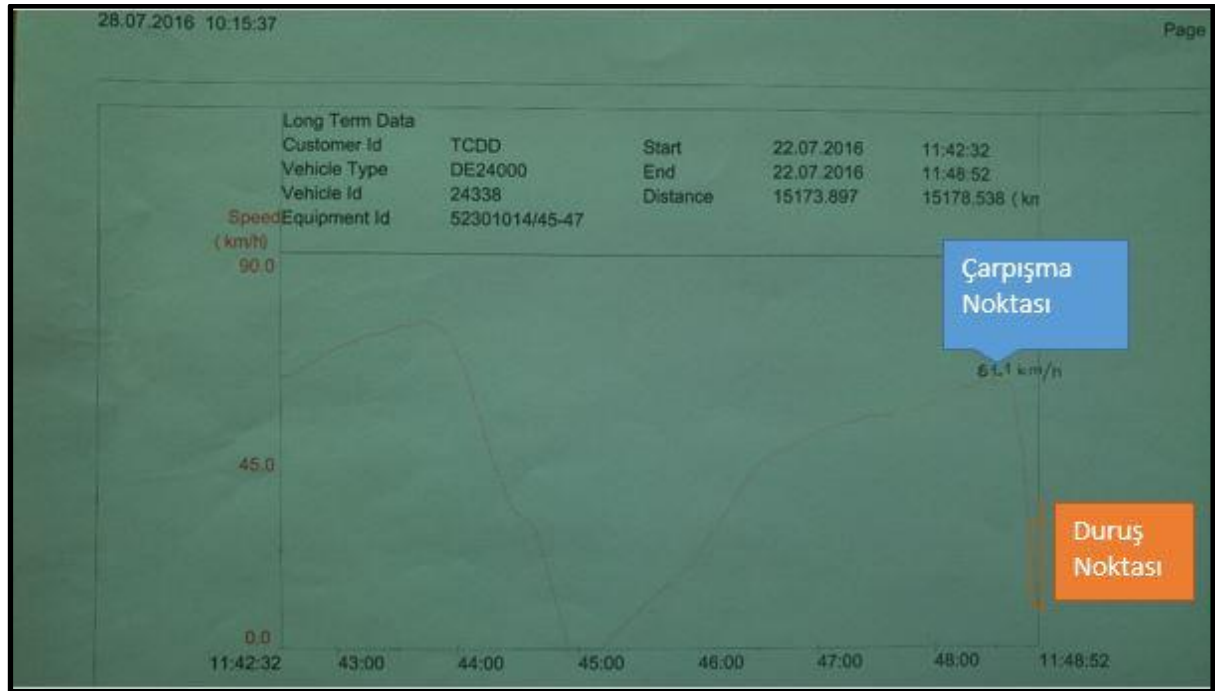 28.07.2016 10:15:37
Page
Long Term Data
Customer Id TCDD Start 22.07.2016 11:42:32
Vehicle Type DE24000 End 22.07.2016 11:48:52
Vehicle Id 24338 Distance 15173.897 15178.538 (km
Speed Equipment Id 52301014/45-47
(km/h)
90.0
Çarpışma
Noktası
61.1 km/h
45.0
Duruş
Noktası
0.0
11:42:32 43:00 44:00 45:00 46:00 47:00 48:00 11:48:52